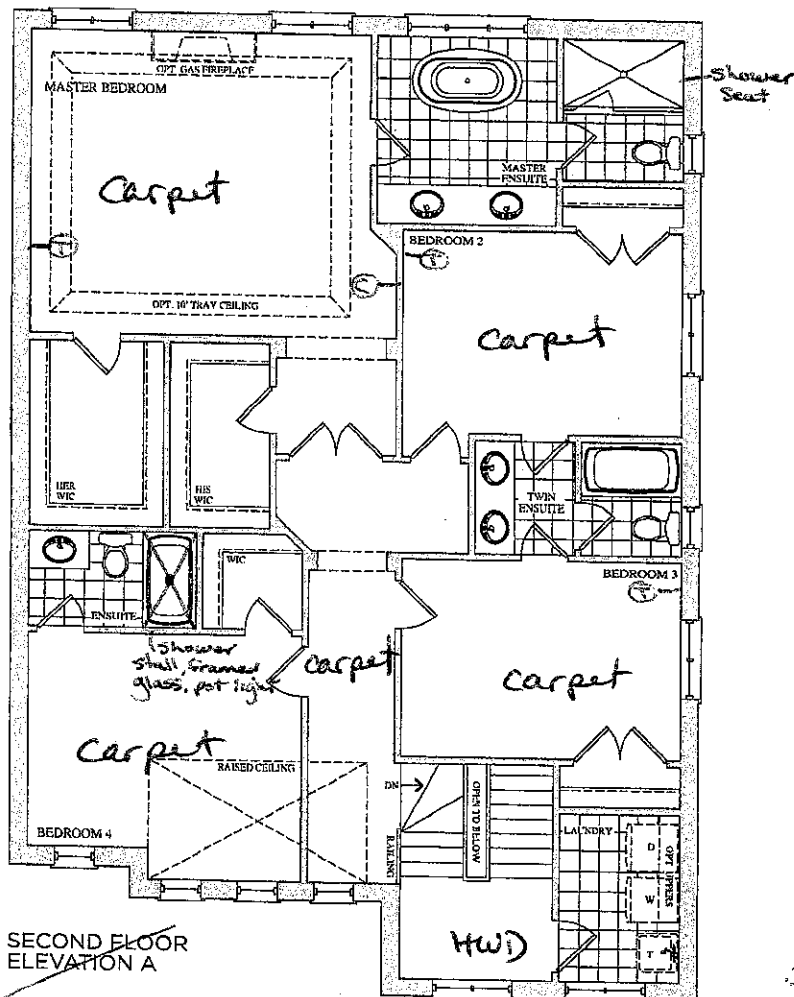 OPT. GAS FIREPLACE
MASTER BEDROOM
Shower
Seat
Carpet
MASTER
ENSUITE
BEDROOM 2
T
T
OPT. 10' TRAY CEILING
Carpet
HER
WIC
HIS
WIC
TWIN
ENSUITE
WIC
BEDROOM 3
T
ENSUITE
Shower
stall, framed
glass, pot light
carpet
Carpet
Carpet
RAISED CEILING
DN
OPEN TO BELOW
RAILING
BEDROOM 4
LAUNDRY
D
OPT UPPERS
W
T
HWD
SECOND FLOOR
ELEVATION A